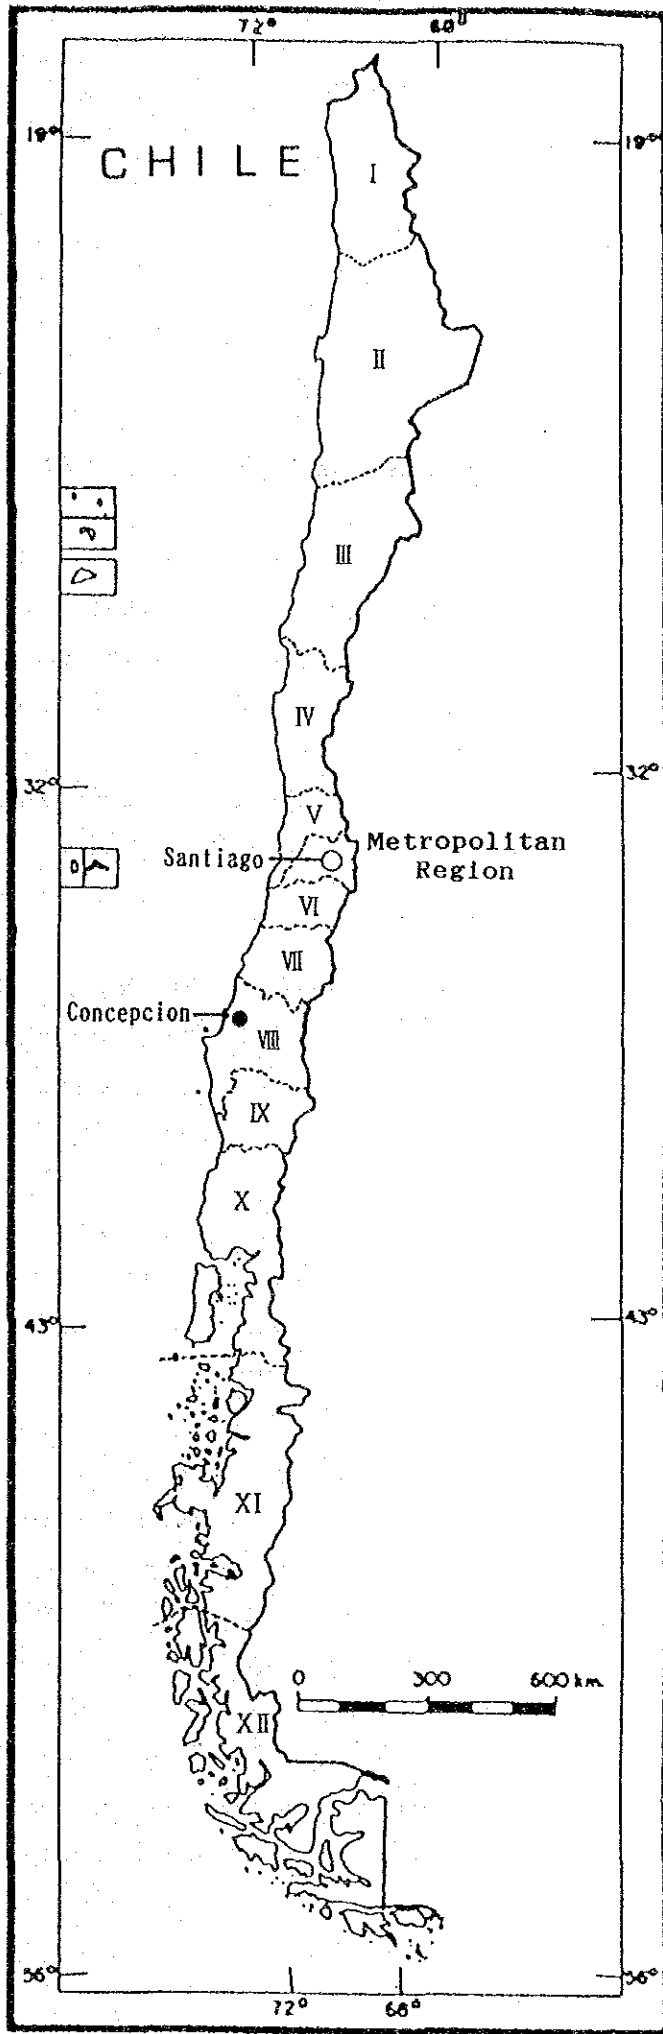 72° 60°
19° 19°
CHILE
I
II
III
IV
32° 32°
V
Santiago
Metropolitan
Region
VI
VII
Concepcion
VIII
IX
X
43° 43°
XI
0 300 600 km
XII
56° 56°
72° 68°